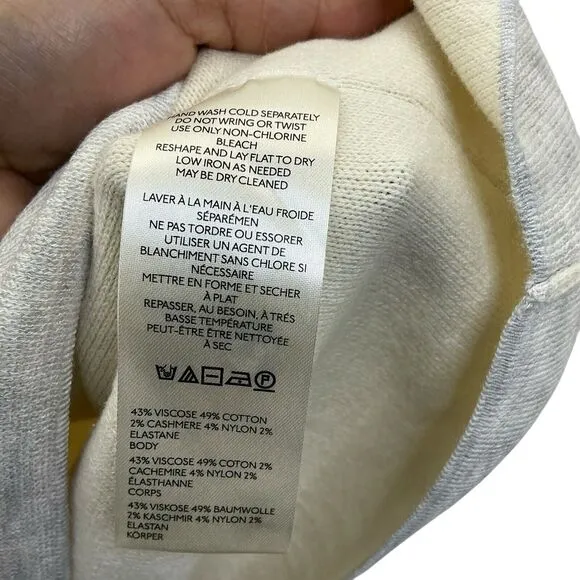 HAND WASH COLD SEPARATELY
DO NOT WRING OR TWIST
USE ONLY NON-CHLORINE
BLEACH
RESHAPE AND LAY FLAT TO DRY
LOW IRON AS NEEDED
MAY BE DRY CLEANED
LAVER À LA MAIN À L'EAU FROIDE
SÉPARÉMEN
NE PAS TORDRE OU ESSORER
UTILISER UN AGENT DE
BLANCHIMENT SANS CHLORE SI
NÉCESSAIRE
METTRE EN FORME ET SECHER
À PLAT
REPASSER, AU BESOIN, À TRÉS
BASSE TEMPÉRATURE
PEUT-ÊTRE ÊTRE NETTOYÉE
À SEC
43% VISCOSE 49% COTTON
2% CASHMERE 4% NYLON 2%
ELASTANE
BODY
43% VISCOSE 49% COTON 2%
CACHEMIRE 4% NYLON 2%
ÉLASTHANNE
CORPS
43% VISKOSE 49% BAUMWOLLE
2% KASCHMIR 4% NYLON 2%
ELASTAN
KÖRPER